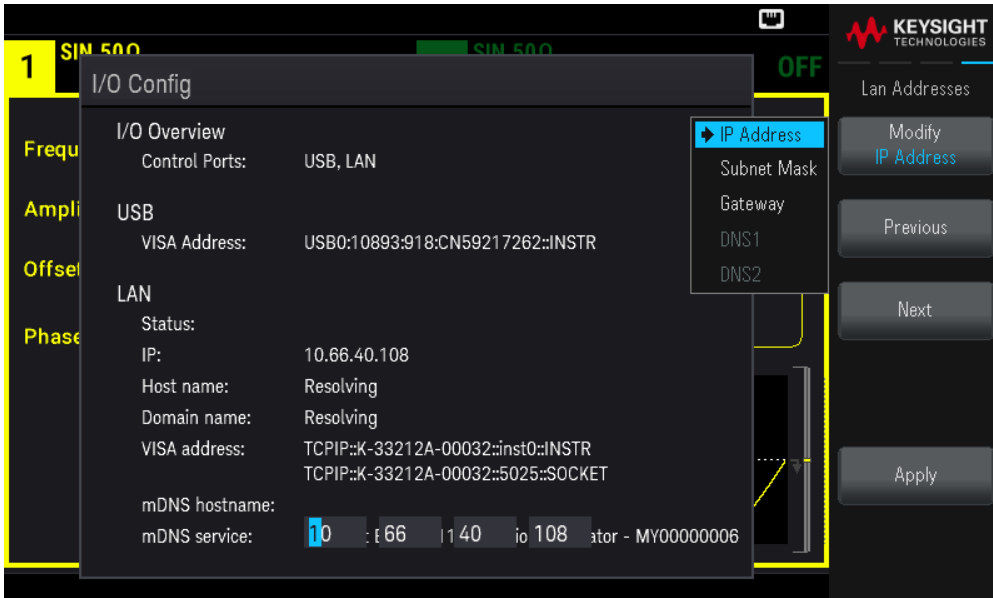 KEYSIGHT
TECHNOLOGIES
1
SIN 50Ω
SIN 50Ω
OFF
I/O Config
Lan Addresses
I/O Overview
Control Ports: USB, LAN
USB
VISA Address: USB0:10893:918:CN59217262::INSTR
LAN
Status:
IP: 10.66.40.108
Host name: Resolving
Domain name: Resolving
VISA address: TCPIP::K-33212A-00032::inst0::INSTR
TCPIP::K-33212A-00032::5025::SOCKET
mDNS hostname:
mDNS service: 10 66 40 108 ator - MY00000006
Frequ
Ampli
Offset
Phase
IP Address
Subnet Mask
Gateway
DNS1
DNS2
Modify
IP Address
Previous
Next
Apply